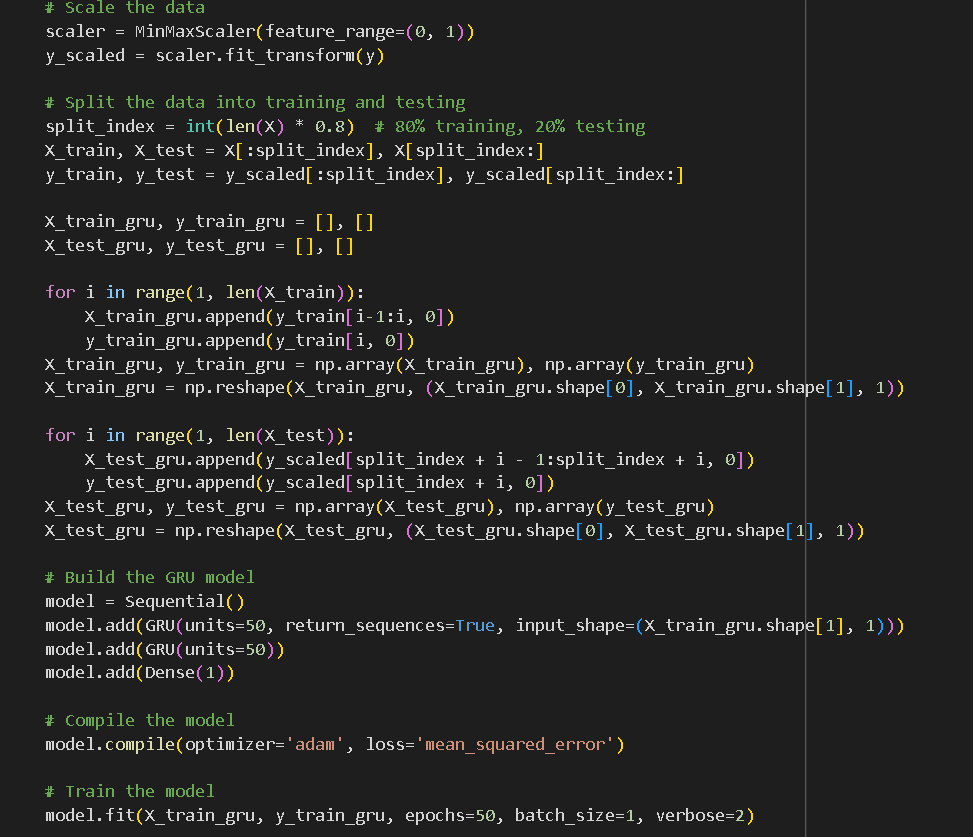 # Scale the data
scaler = MinMaxScaler(feature_range=(0, 1))
y_scaled = scaler.fit_transform(y)
# Split the data into training and testing
split_index = int(len(X) * 0.8)  # 80% training, 20% testing
X_train, X_test = X[:split_index], X[split_index:]
y_train, y_test = y_scaled[:split_index], y_scaled[split_index:]
X_train_gru, y_train_gru = [], []
X_test_gru, y_test_gru = [], []
for i in range(1, len(X_train)):
    X_train_gru.append(y_train[i-1:i, 0])
    y_train_gru.append(y_train[i, 0])
X_train_gru, y_train_gru = np.array(X_train_gru), np.array(y_train_gru)
X_train_gru = np.reshape(X_train_gru, (X_train_gru.shape[0], X_train_gru.shape[1], 1))
for i in range(1, len(X_test)):
    X_test_gru.append(y_scaled[split_index + i - 1:split_index + i, 0])
    y_test_gru.append(y_scaled[split_index + i, 0])
X_test_gru, y_test_gru = np.array(X_test_gru), np.array(y_test_gru)
X_test_gru = np.reshape(X_test_gru, (X_test_gru.shape[0], X_test_gru.shape[1], 1))
# Build the GRU model
model = Sequential()
model.add(GRU(units=50, return_sequences=True, input_shape=(X_train_gru.shape[1], 1)))
model.add(GRU(units=50))
model.add(Dense(1))
# Compile the model
model.compile(optimizer='adam', loss='mean_squared_error')
# Train the model
model.fit(X_train_gru, y_train_gru, epochs=50, batch_size=1, verbose=2)